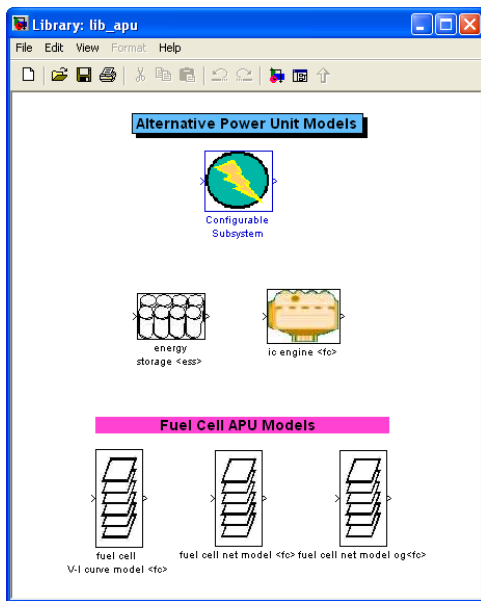 Library: lib_apu
File Edit View Format Help
Alternative Power Unit Models
Configurable
Subsystem
energy
storage <ess>
ic engine <fc>
Fuel Cell APU Models
fuel cell
V-I curve model <fc>
fuel cell net model <fc>
fuel cell net model og<fc>